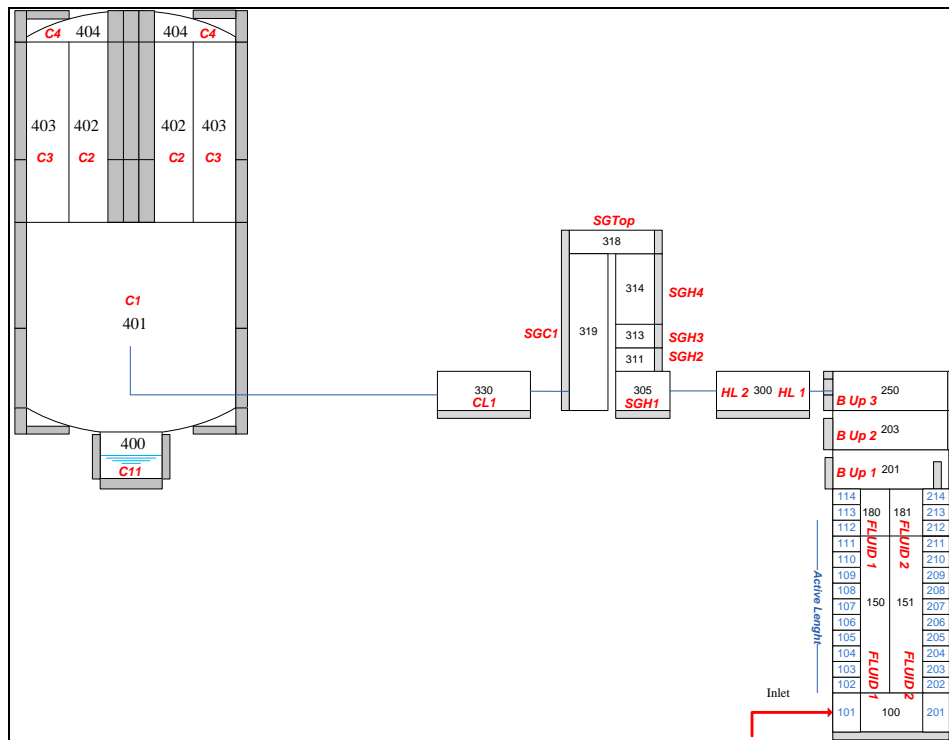 C4 404 404 C4
403 402 402 403
C3 C2 C2 C3
C1
401
400
C11
SGTop
318
314 SGH4
SGC1 319 313 SGH3
311 SGH2
330
CL1
305
SGH1
HL 2 300 HL 1
250
B Up 3
B Up 2 203
B Up 1 201
114 214
113 180 181 213
112 212
FLUID 1 FLUID 2
111 211
110 210
109 209
108 208
107 150 151 207
106 206
105 205
104 204
103 203
102 202
FLUID 1 FLUID 2
Active Lenght
Inlet
101 100 201